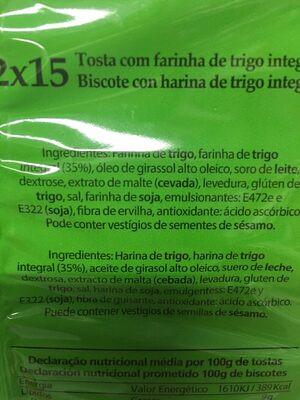 2x15
Tosta com farinha de trigo integ
Biscote con harina de trigo integ
Ingredientes: Farinha de trigo, farinha de trigo
integral (35%), óleo de girassol alto oleico, soro de leite,
dextrose, extrato de malte (cevada), levedura, glúten de
trigo, sal, farinha de soja, emulsionantes: E472e e
E322 (soja), fibra de ervilha, antioxidante: ácido ascórbico.
Pode conter vestígios de sementes de sésamo.
Ingredientes: Harina de trigo, harina de trigo
integral (35%), aceite de girasol alto oleico, suero de leche,
dextrosa, extracto de malta (cebada), levadura, gluten de
trigo, sal, harina de soja, emulgentess: E472e y
E322 (soja), fibra de guisante, antioxidante: ácido ascórbico.
Puede contener vestigios de semillas de sésamo.
Declaração nutricional média por 100g de tostas
Declaración nutricional prometido 100g de biscotes
Energia Valor Energético 1610KJ / 389Kcal
Lípidos